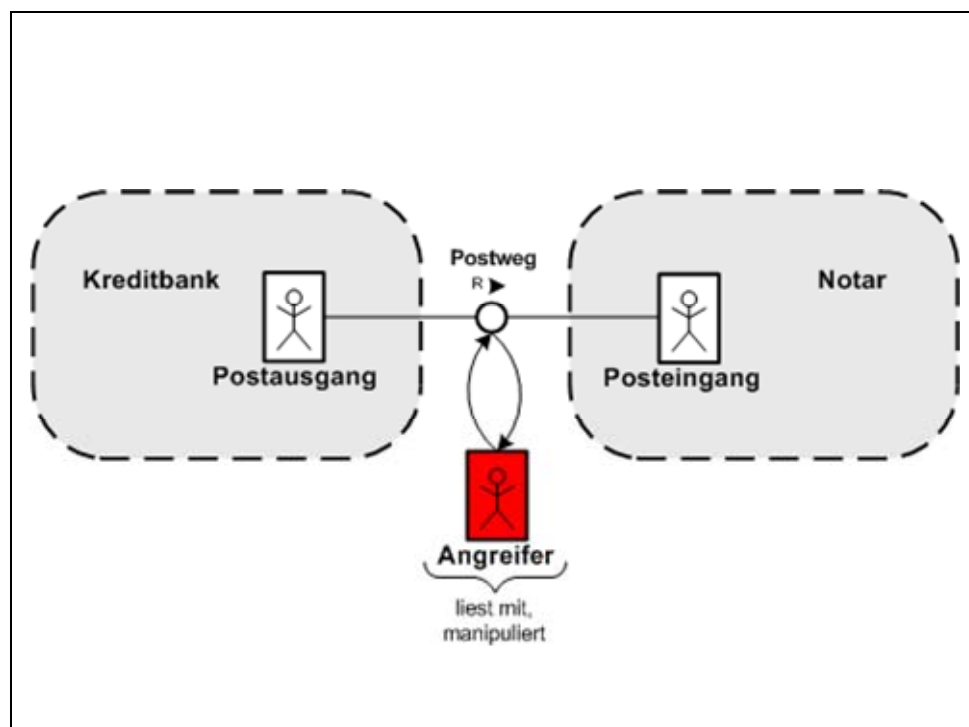 Postweg
R
Kreditbank
Notar
Postausgang
Posteingang
Angreifer
liest mit,
manipuliert